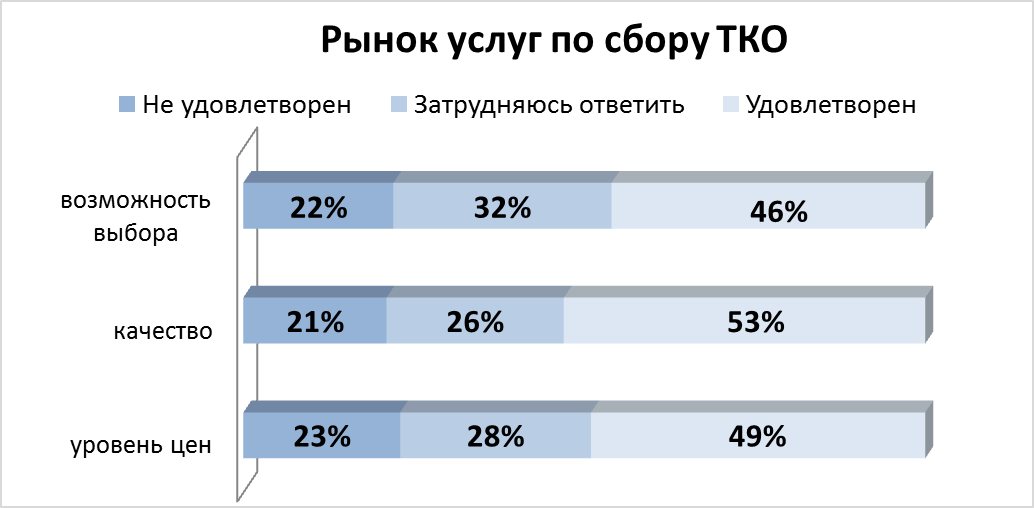 Рынок услуг по сбору ТКО
Не удовлетворен Затрудняюсь ответить Удовлетворен
возможность
выбора
22% 32% 46%
качество
21% 26% 53%
уровень цен
23% 28% 49%